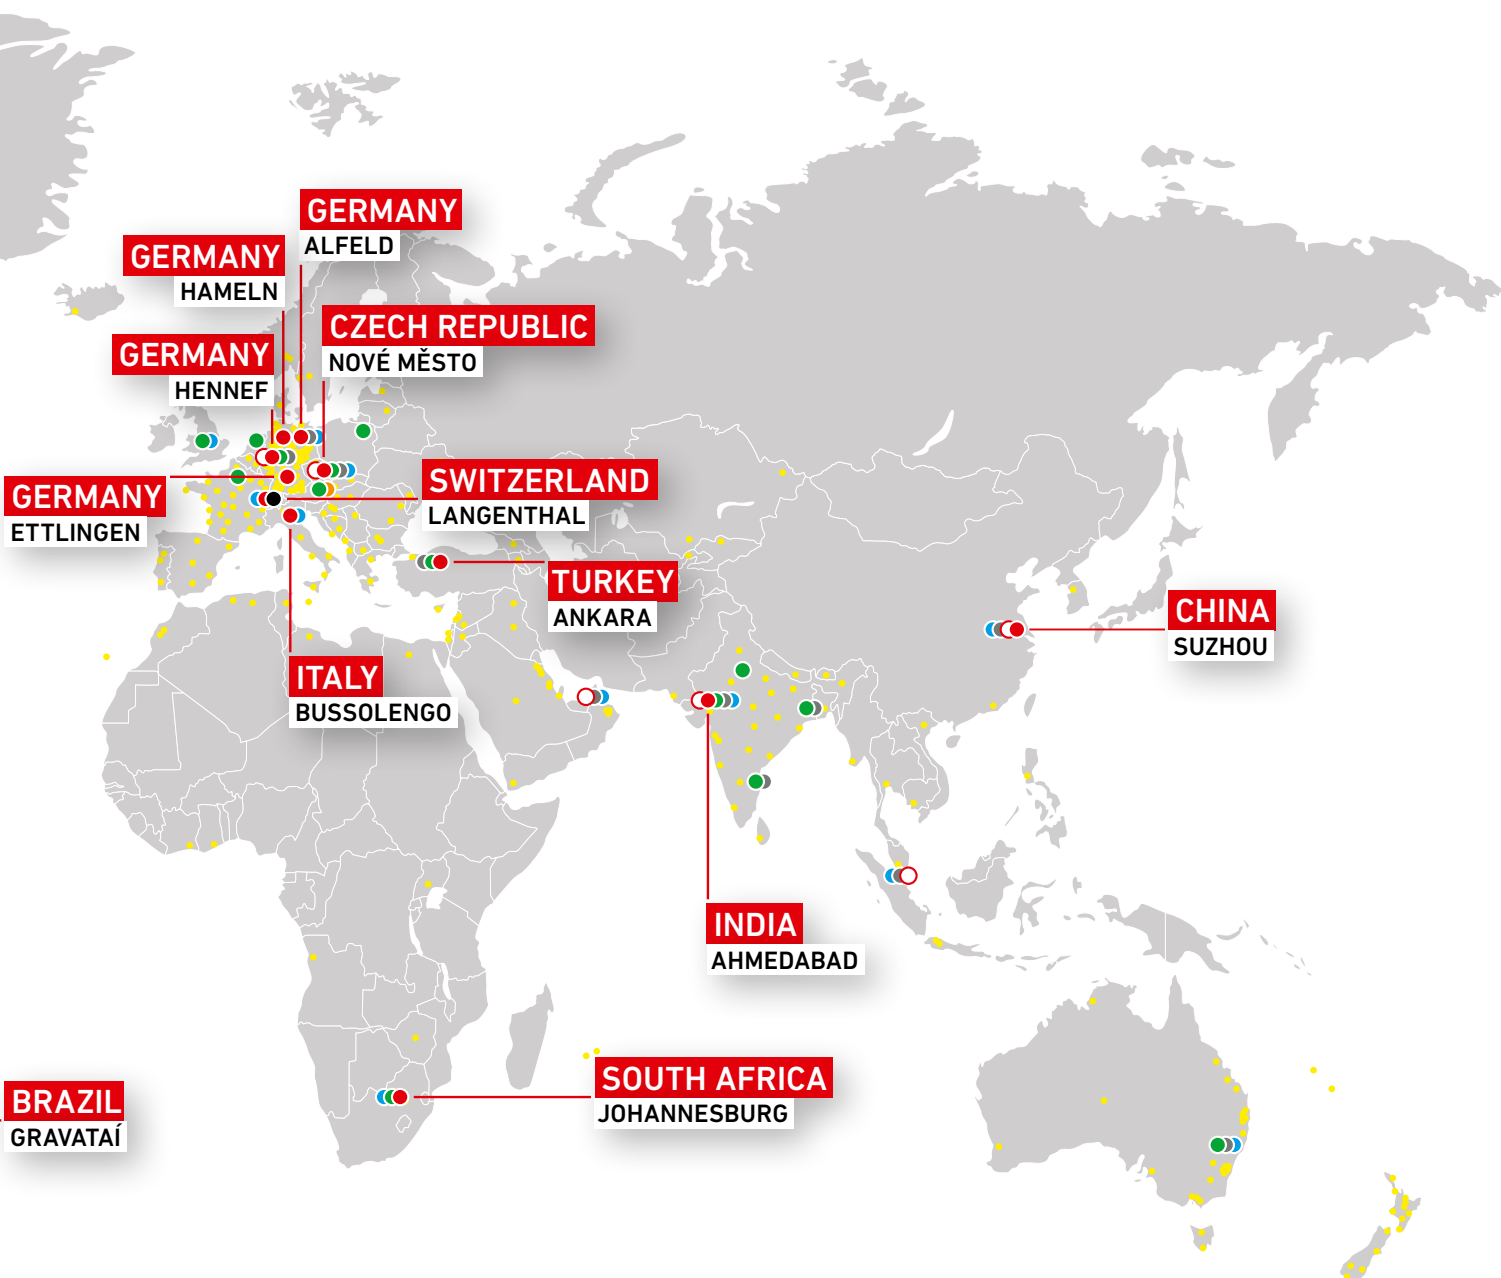 GERMANY
ALFELD
GERMANY
HAMELN
CZECH REPUBLIC
NOVÉ MĚSTO
GERMANY
HENNEF
SWITZERLAND
LANGENTHAL
GERMANY
ETTLINGEN
TURKEY
ANKARA
CHINA
SUZHOU
ITALY
BUSSOLENGO
INDIA
AHMEDABAD
SOUTH AFRICA
JOHANNESBURG
BRAZIL
GRAVATAÍ